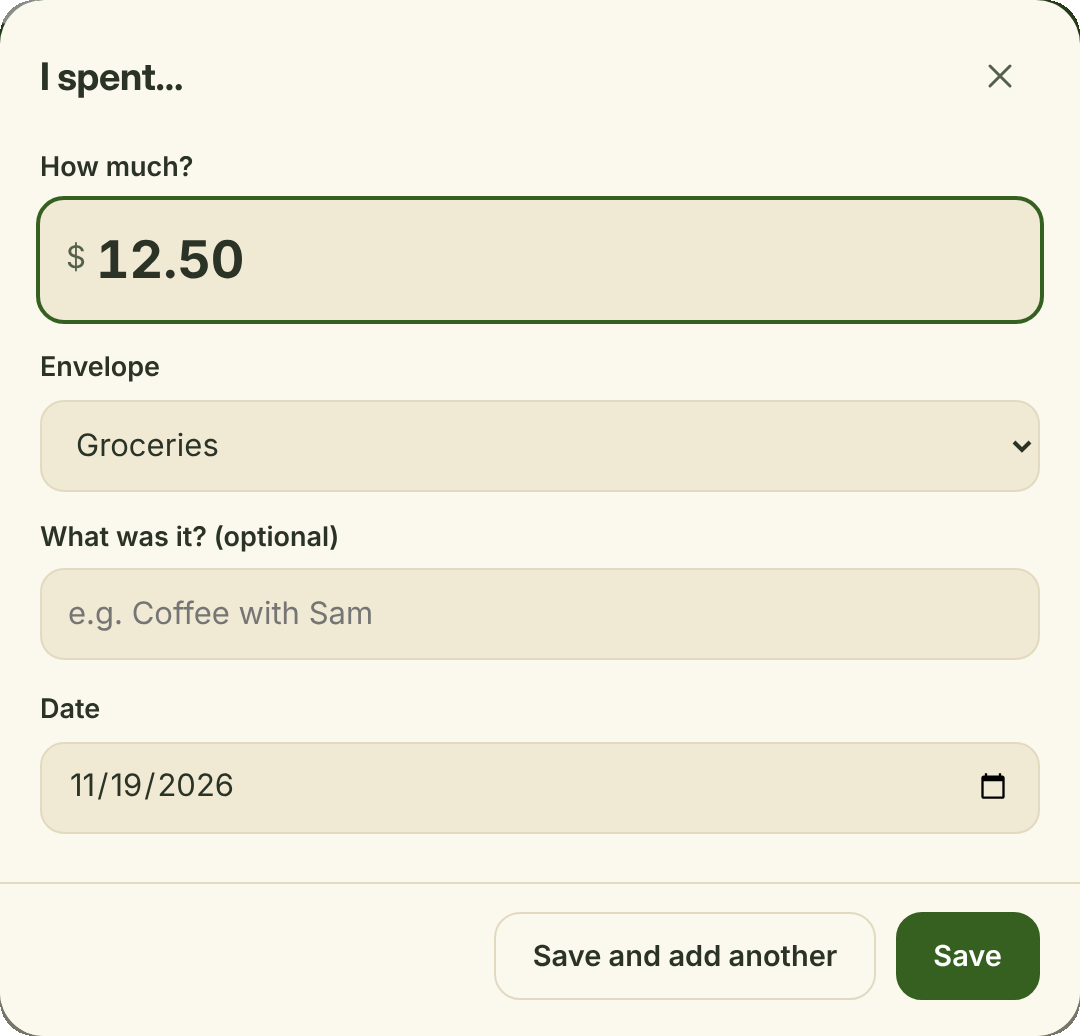 I spent...
How much?
$ 12.50
Envelope
Groceries
What was it? (optional)
e.g. Coffee with Sam
Date
11/19/2026
Save and add another
Save